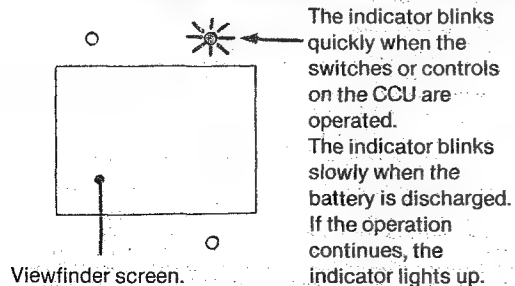 The indicator blinks
quickly when the
switches or controls
on the CCU are
operated.
The indicator blinks
slowly when the
battery is discharged.
If the operation
continues, the
indicator lights up.
Viewfinder screen.